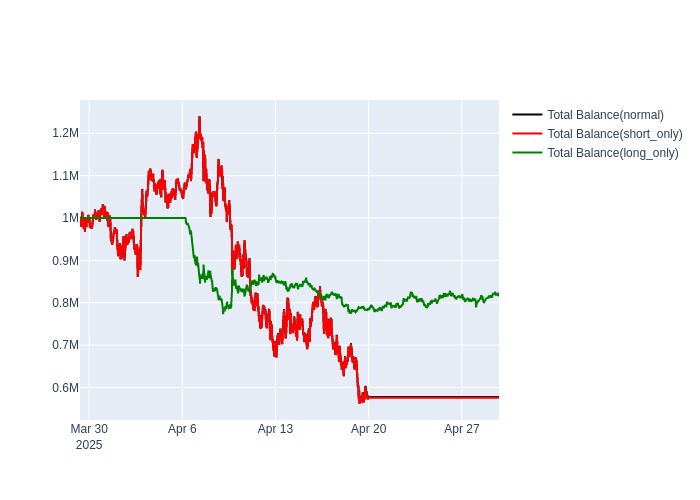 1.2M
1.1M
1M
0.9M
0.8M
0.7M
0.6M
Mar 30
2025
Apr 6
Apr 13
Apr 20
Apr 27
Total Balance(normal)
Total Balance(short_only)
Total Balance(long_only)